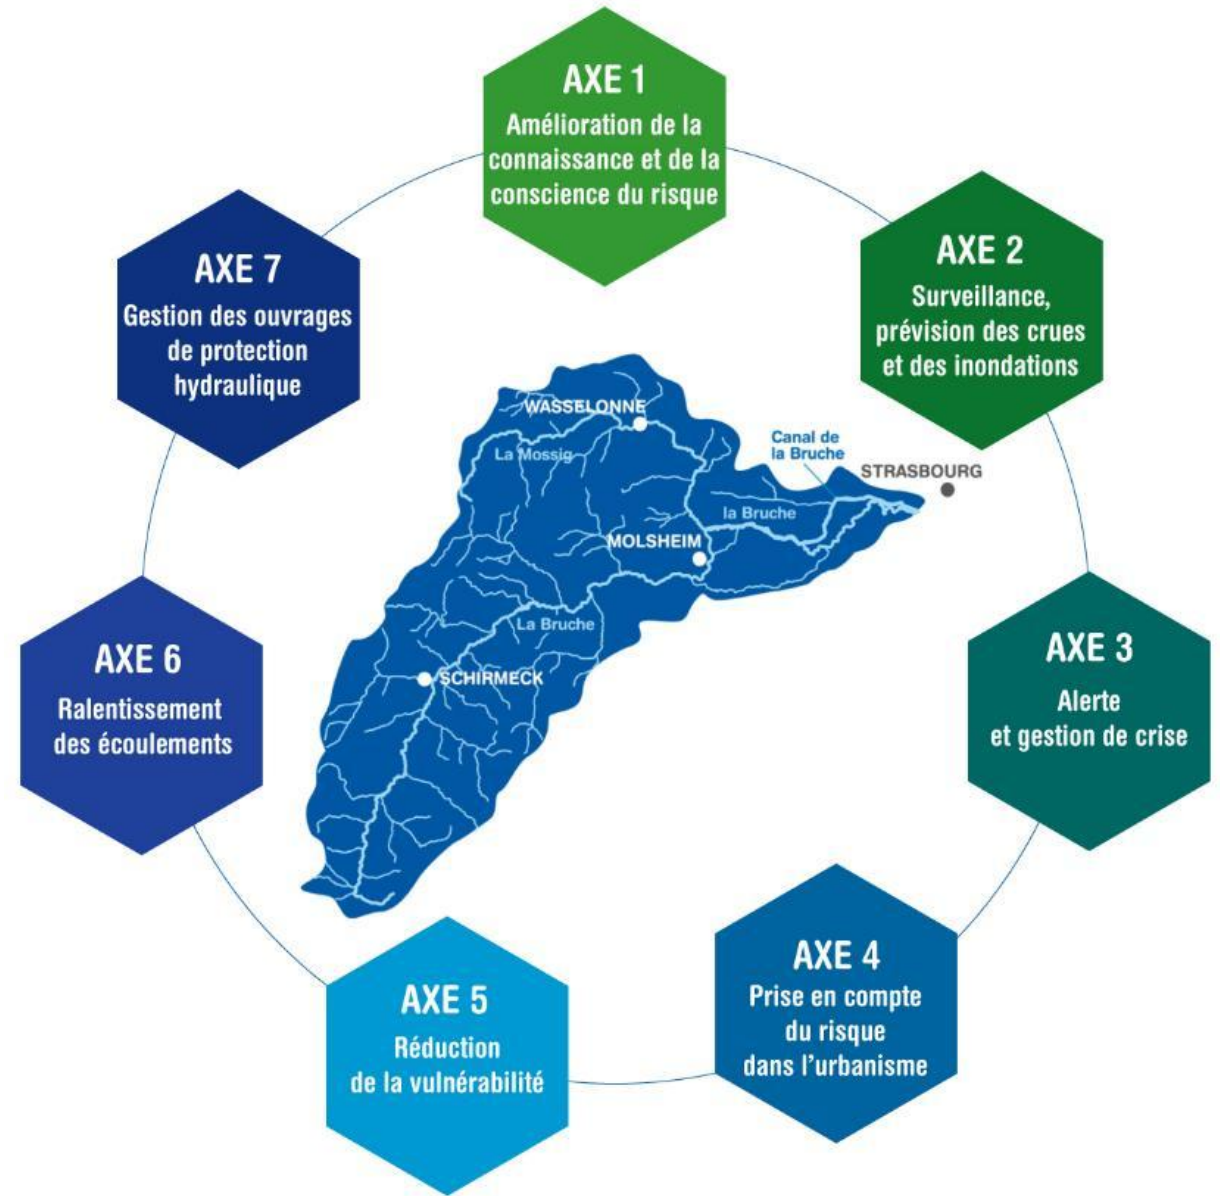 AXE 1
Amélioration de la
connaissance et de la
conscience du risque
AXE 2
Surveillance,
prévision des crues
et des inondations
AXE 3
Alerte
et gestion de crise
AXE 4
Prise en compte
du risque
dans l'urbanisme
AXE 5
Réduction
de la vulnérabilité
AXE 6
Ralentissement
des écoulements
AXE 7
Gestion des ouvrages
de protection
hydraulique
WASSELONNE
La Mossig
Canal de
la Bruche
STRASBOURG
la Bruche
MOLSHEIM
La Bruche
SCHIRMECK